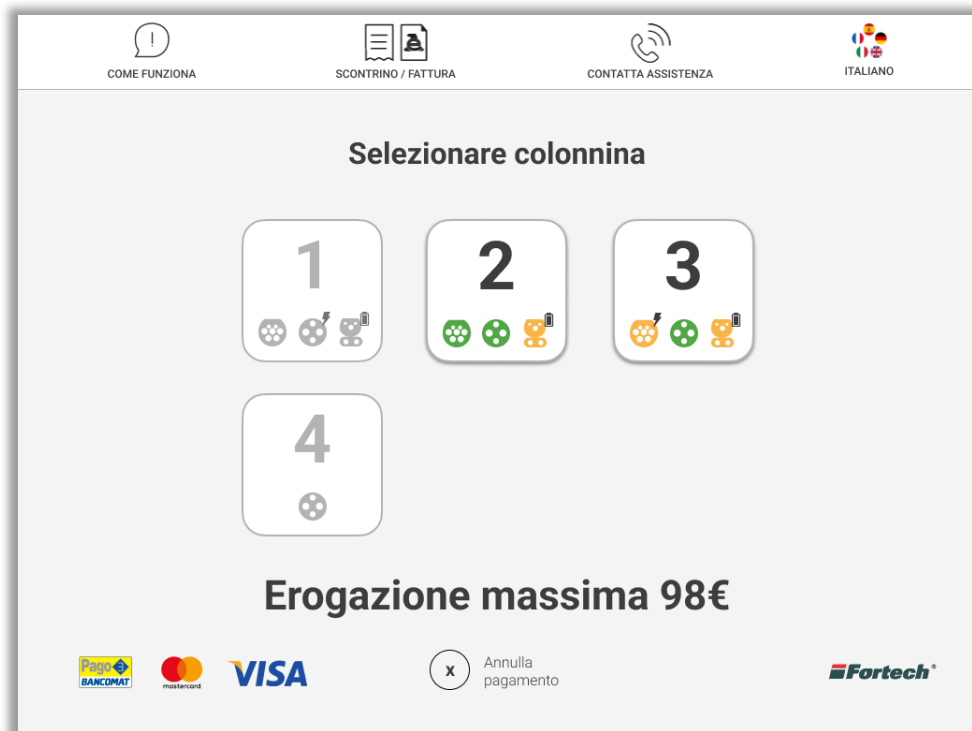 COME FUNZIONA
SCONTRINO / FATTURA
CONTATTA ASSISTENZA
ITALIANO
Selezionare colonnina
1
2
3
4
Erogazione massima 98€
Pago
BANCOMAT
mastercard.
VISA
x
Annulla
pagamento
Fortech®